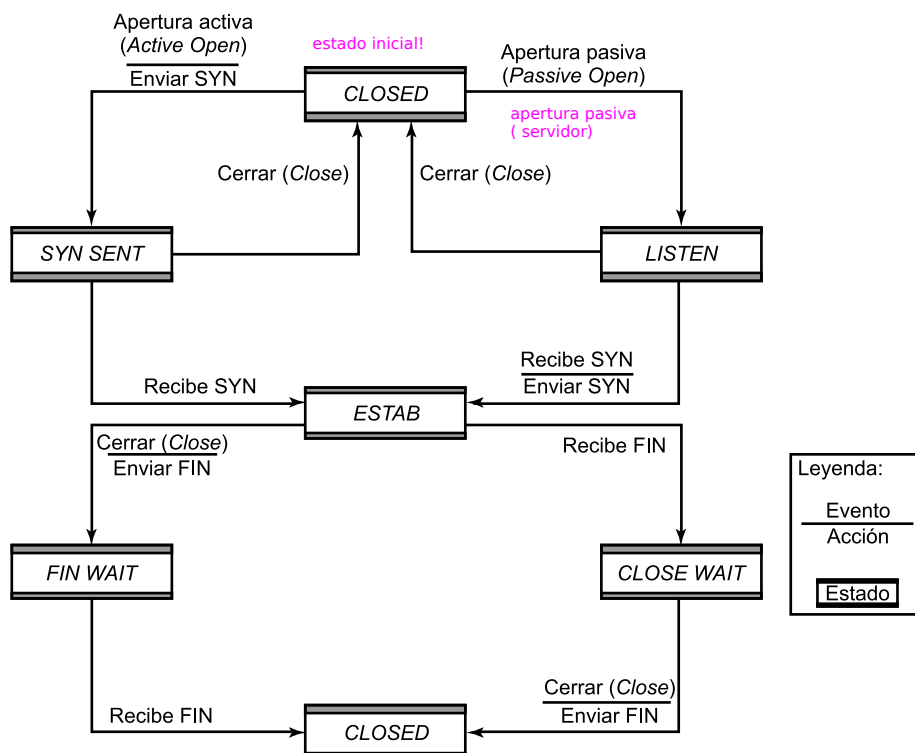 Apertura activa
(Active Open)
Enviar SYN
estado inicial!
CLOSED
Apertura pasiva
(Passive Open)
apertura pasiva
( servidor)
Cerrar (Close)
Cerrar (Close)
SYN SENT
LISTEN
Recibe SYN
Recibe SYN
Enviar SYN
ESTAB
Cerrar (Close)
Enviar FIN
Recibe FIN
Leyenda:
Evento
Acción
Estado
FIN WAIT
CLOSE WAIT
Recibe FIN
Cerrar (Close)
Enviar FIN
CLOSED